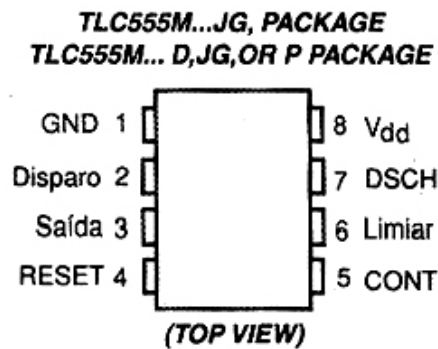 TLC555M...JG, PACKAGE
TLC555M... D,JG,OR P PACKAGE
GND 1
8 Vdd
Disparo 2
7 DSCH
Saída 3
6 Limiar
RESET 4
5 CONT
(TOP VIEW)